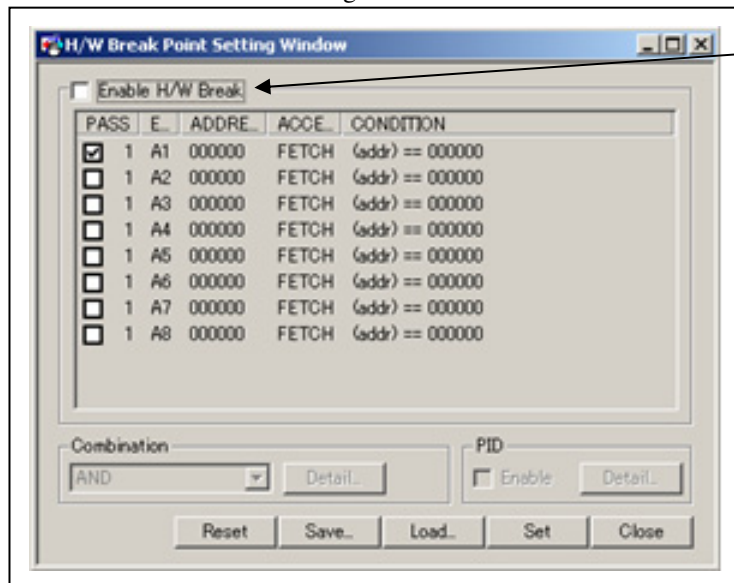 H/W Break Point Setting Window
Enable H/W Break
PASS E... ADDRE... ACCE... CONDITION
1 A1 000000 FETCH (addr) == 000000
1 A2 000000 FETCH (addr) == 000000
1 A3 000000 FETCH (addr) == 000000
1 A4 000000 FETCH (addr) == 000000
1 A5 000000 FETCH (addr) == 000000
1 A6 000000 FETCH (addr) == 000000
1 A7 000000 FETCH (addr) == 000000
1 A8 000000 FETCH (addr) == 000000
Combination PID
AND Detail... Enable Detail...
Reset Save... Load... Set Close